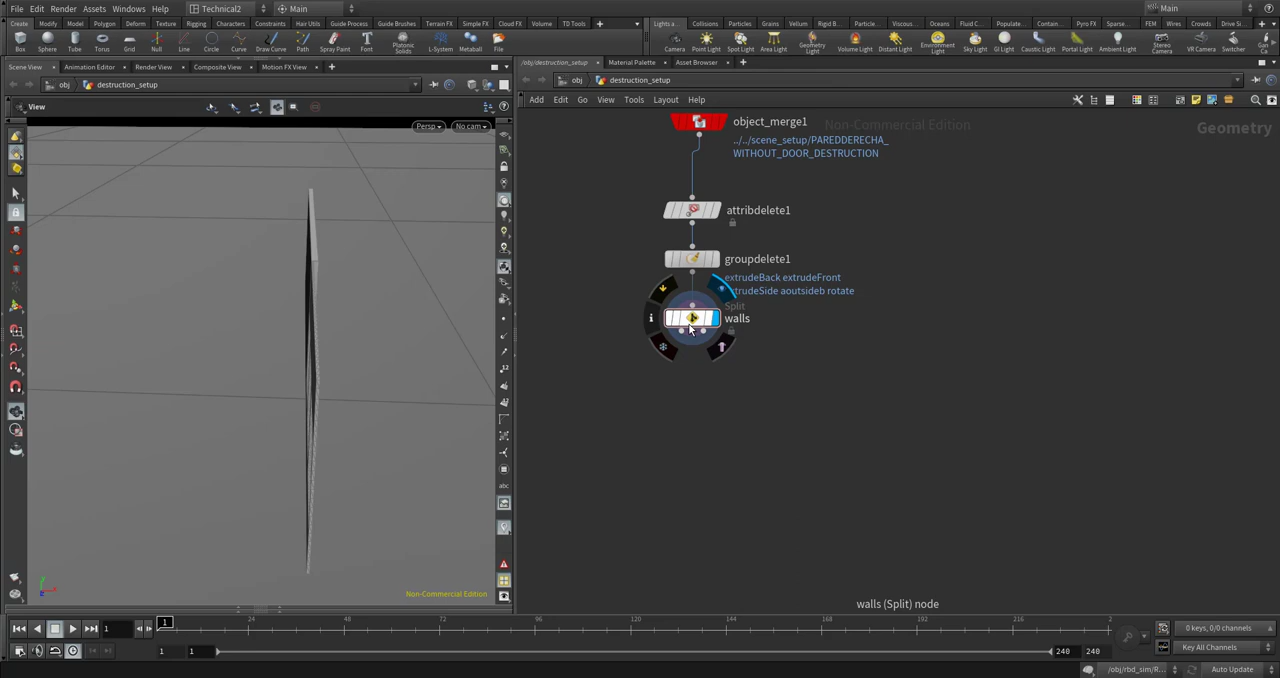 File Edit Render Assets Windows Help Technical2 Main Main
Create Modify Model Polygon Deform Texture Rigging Characters Constraints Hair Utils Guide Process Guide Brushes Terrain FX Simple FX Cloud FX Volume TD Tools
Lights a... Collisions Particles Grains Vellum Rigid B... Particle ... Viscous... Oceans Fluid C... Populate... Contain... Pyro FX Sparse... FEM Wires Crowds Drive Si...
Box Sphere Tube Torus Grid Null Line Circle Curve Draw Curve Path Spray Paint Font Platonic Solids L-System Metaball File
Camera Point Light Spot Light Area Light Geometry Light Volume Light Distant Light Environment Light Sky Light GI Light Caustic Light Portal Light Ambient Light Stereo Camera VR Camera Switcher
Scene View Animation Editor Render View Composite View Motion FX View
/obj/destruction_setup Material Palette Asset Browser
obj destruction_setup
obj destruction_setup
View
Add Edit Go View Tools Layout Help
Persp No cam
Non-Commercial Edition
Geometry
object_merge1
../../scene_setup/PAREDDERECHA_
WITHOUT_DOOR_DESTRUCTION
attribdelete1
groupdelete1
extrudeBack extrudeFront
extrudeSide aoutsideb rotate
Split
walls
abc
Non-Commercial Edition
walls (Split) node
1 1 24 48 72 96 120 144 168 192 216 2
0 keys, 0/0 channels
1 1 240 240
Key All Channels
/obj/rbd_sim/R... Auto Update